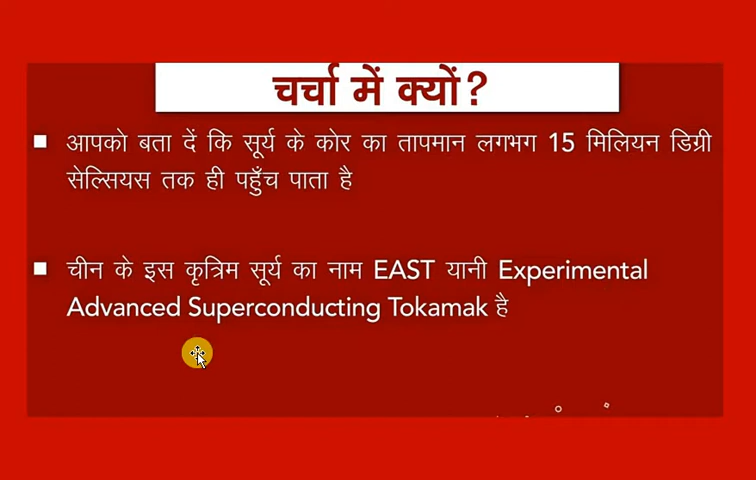 चर्चा में क्यों?
आपको बता दें कि सूर्य के कोर का तापमान लगभग 15 मिलियन डिग्री
सेल्सियस तक ही पहुँच पाता है
चीन के इस कृत्रिम सूर्य का नाम EAST यानी Experimental
Advanced Superconducting Tokamak है